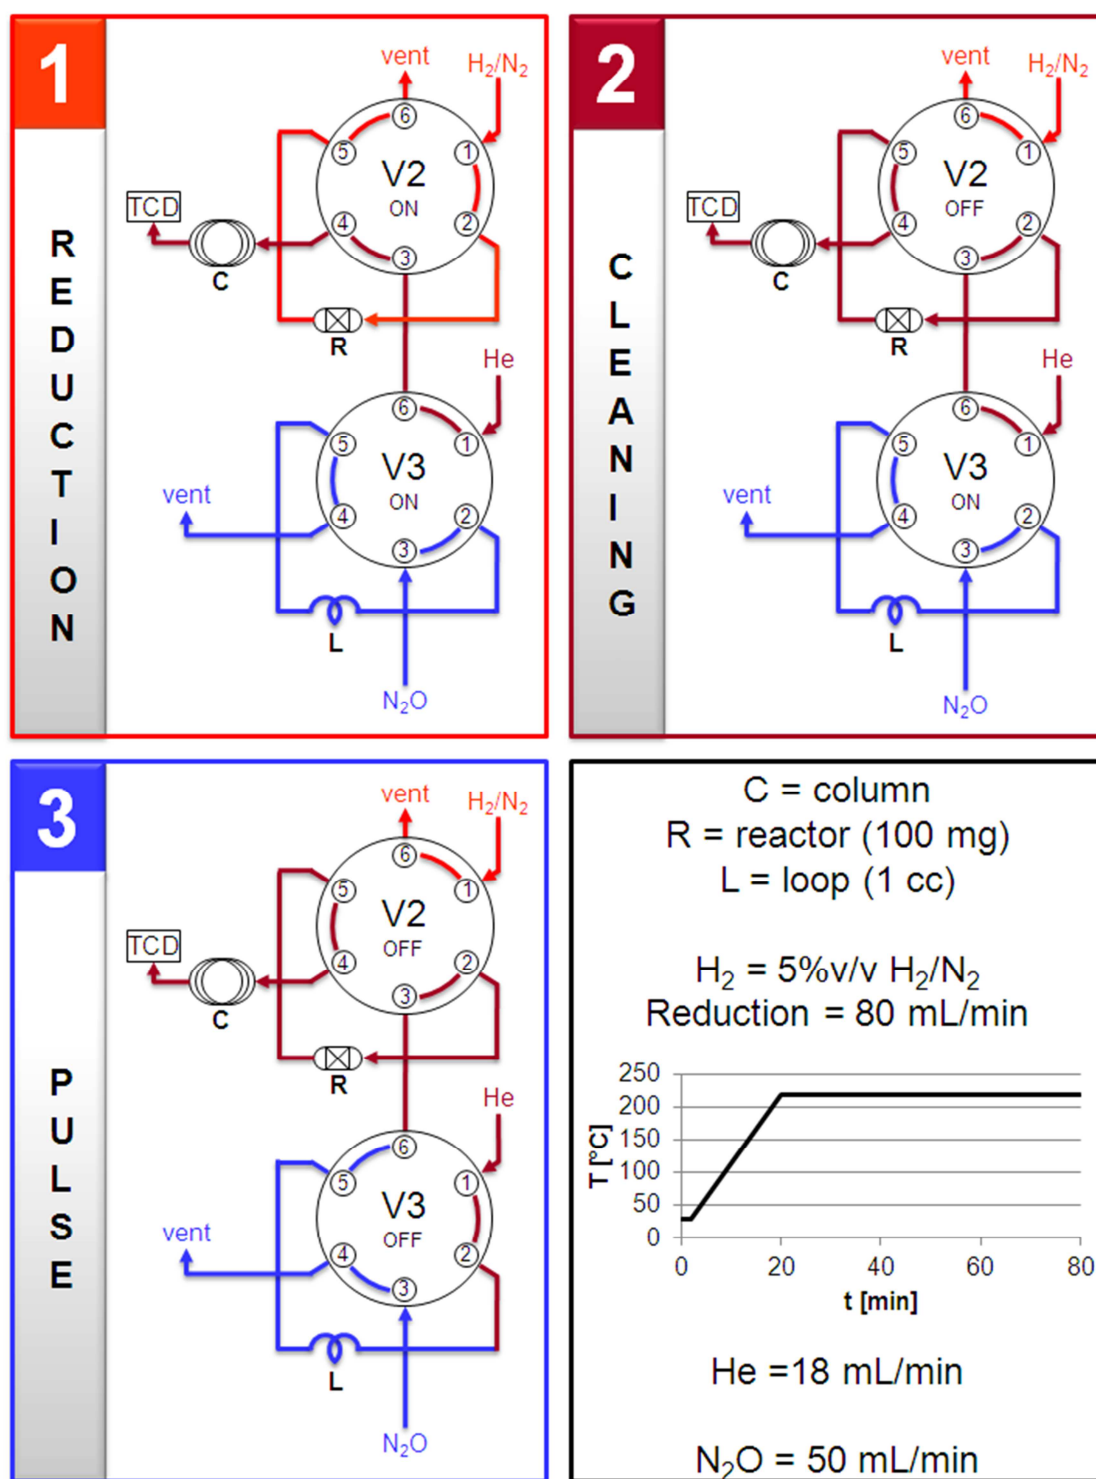 1
REDUCTION
vent
H₂/N₂
6
5
1
V2
ON
4
2
3
TCD
C
R
He
6
5
1
V3
ON
4
2
3
vent
L
N₂O
2
CLEANING
vent
H₂/N₂
6
5
1
V2
OFF
4
2
3
TCD
C
R
He
6
5
1
V3
ON
4
2
3
vent
L
N₂O
3
PULSE
vent
H₂/N₂
6
5
1
V2
OFF
4
2
3
TCD
C
R
He
6
5
1
V3
OFF
4
2
3
vent
L
N₂O
C = column
R = reactor (100 mg)
L = loop (1 cc)
H₂ = 5%v/v H₂/N₂
Reduction = 80 mL/min
T [°C]
250
200
150
100
50
0
0 20 40 60 80
t [min]
He =18 mL/min
N₂O = 50 mL/min